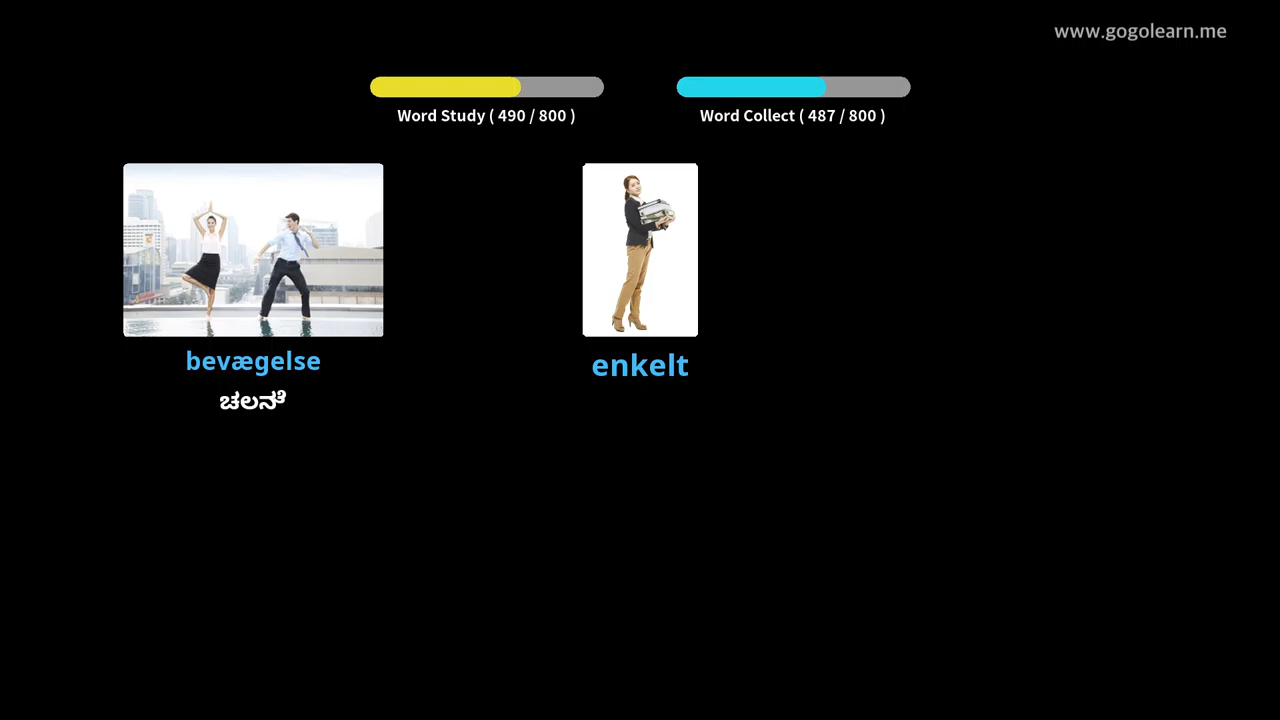 www.gogolearn.me
Word Study ( 490 / 800 )
Word Collect ( 487 / 800 )
bevægelse
ಚಲನೆ
enkelt